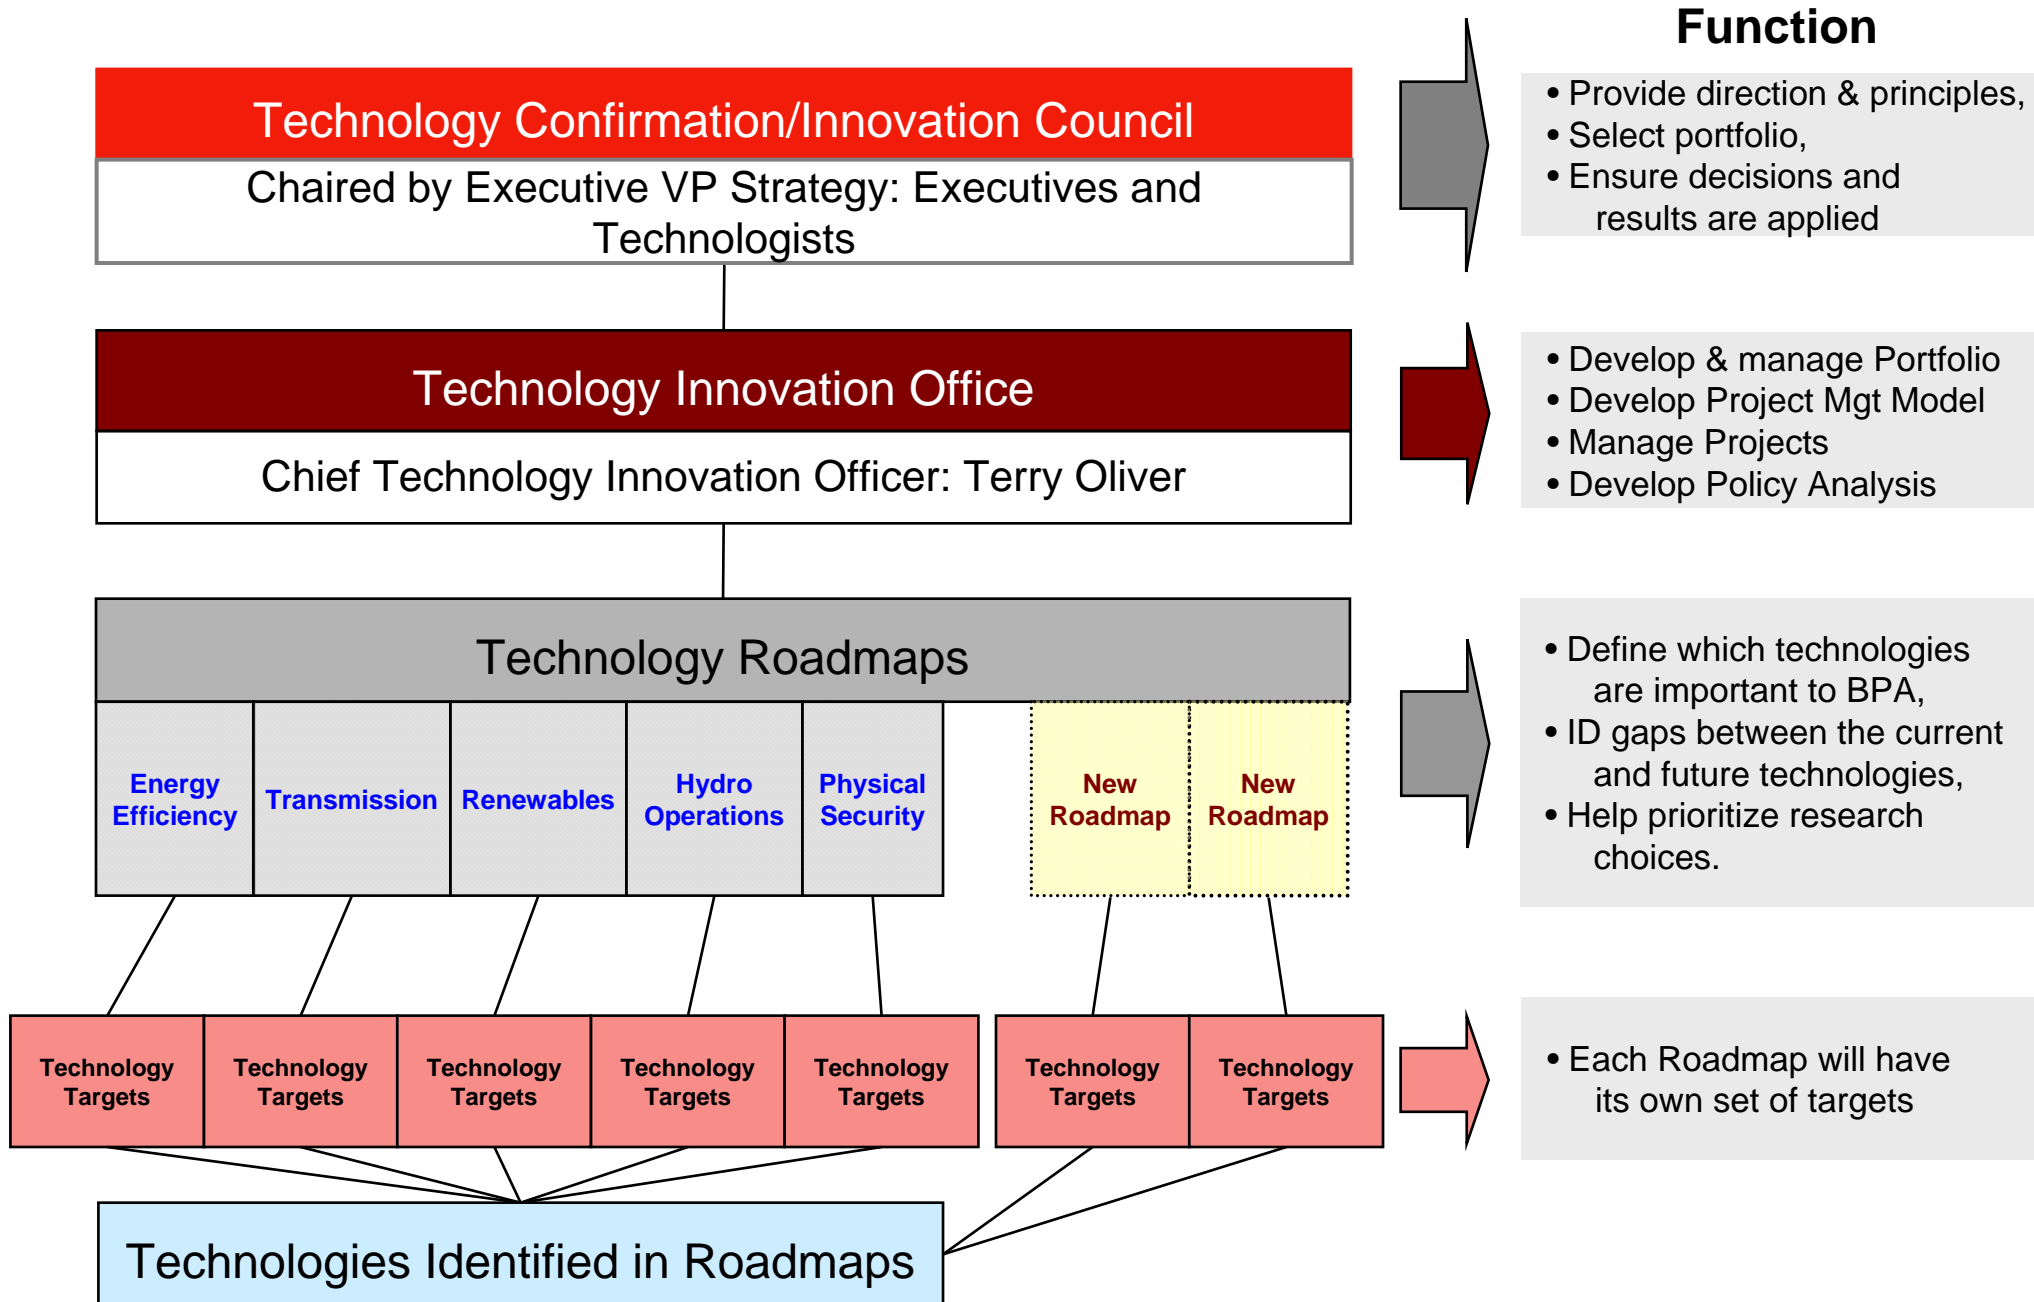 Function
Technology Confirmation/Innovation Council
Chaired by Executive VP Strategy: Executives and
Technologists
• Provide direction & principles,
• Select portfolio,
• Ensure decisions and
results are applied
Technology Innovation Office
Chief Technology Innovation Officer: Terry Oliver
• Develop & manage Portfolio
• Develop Project Mgt Model
• Manage Projects
• Develop Policy Analysis
Technology Roadmaps
Energy
Efficiency
Transmission
Renewables
Hydro
Operations
Physical
Security
New
Roadmap
New
Roadmap
• Define which technologies
are important to BPA,
• ID gaps between the current
and future technologies,
• Help prioritize research
choices.
Technology
Targets
Technology
Targets
Technology
Targets
Technology
Targets
Technology
Targets
Technology
Targets
Technology
Targets
• Each Roadmap will have
its own set of targets
Technologies Identified in Roadmaps